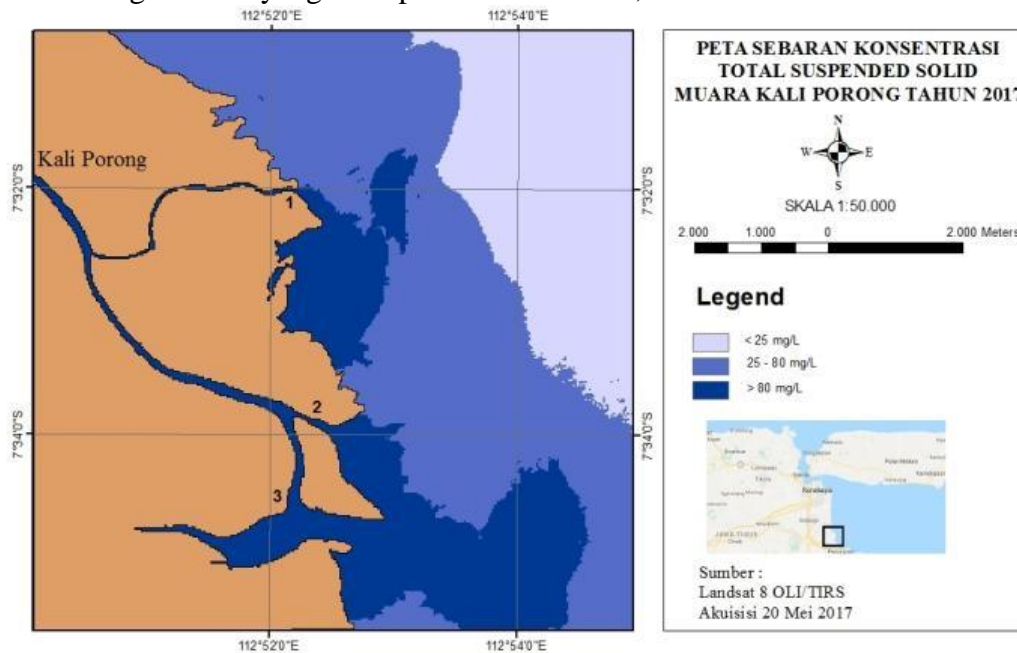 112°52'0"E
112°54'0"E
Kali Porong
7°32'0"S
7°32'0"S
1
2
7°34'0"S
7°34'0"S
3
112°52'0"E
112°54'0"E
PETA SEBARAN KONSENTRASI
TOTAL SUSPENDED SOLID
MUARA KALI PORONG TAHUN 2017
N
W E
S
SKALA 1:50.000
2.000 1.000 0 2.000 Meters
Legend
< 25 mg/L
25 - 80 mg/L
> 80 mg/L
Surabaya
Sumber :
Landsat 8 OLI/TIRS
Akuisisi 20 Mei 2017